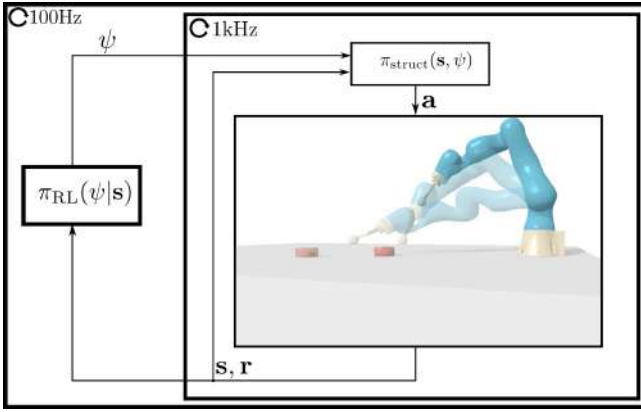 100Hz
1kHz
ψ
π_struct(s, ψ)
a
π_RL(ψ|s)
s, r